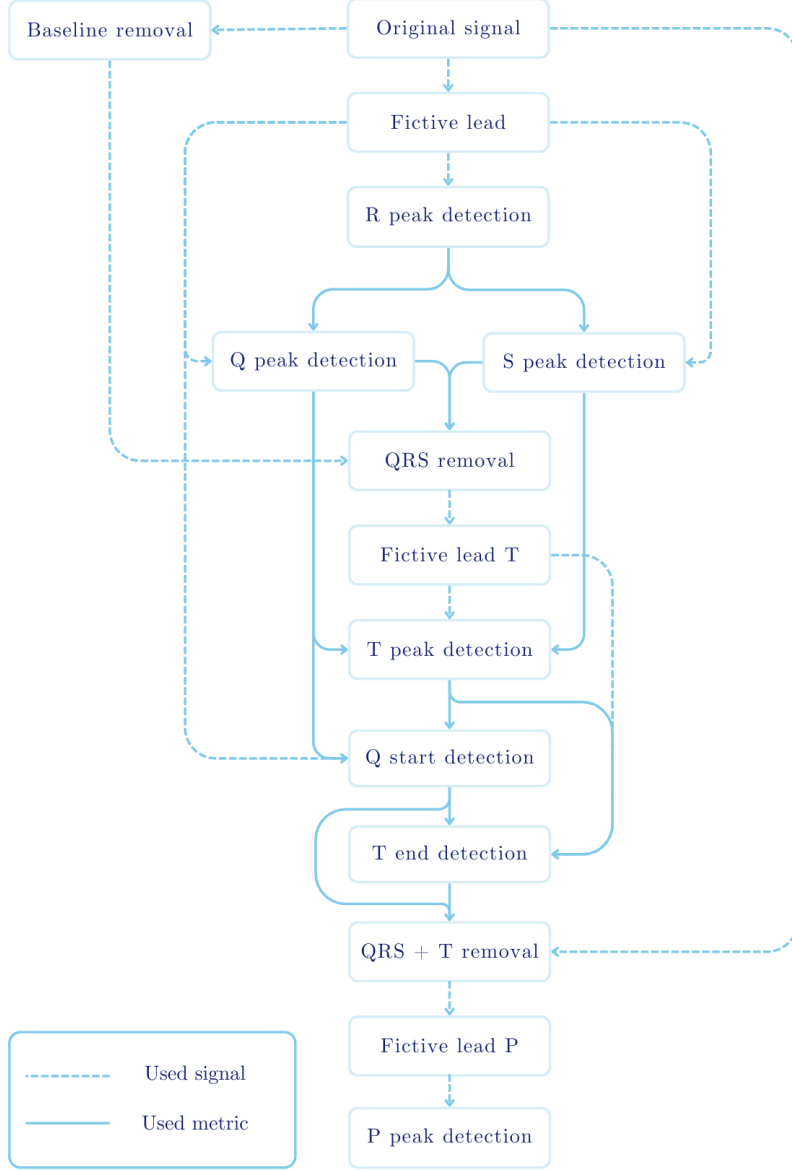 Baseline removal
Original signal
Fictive lead
R peak detection
Q peak detection
S peak detection
QRS removal
Fictive lead T
T peak detection
Q start detection
T end detection
QRS + T removal
Fictive lead P
P peak detection
Used signal
Used metric